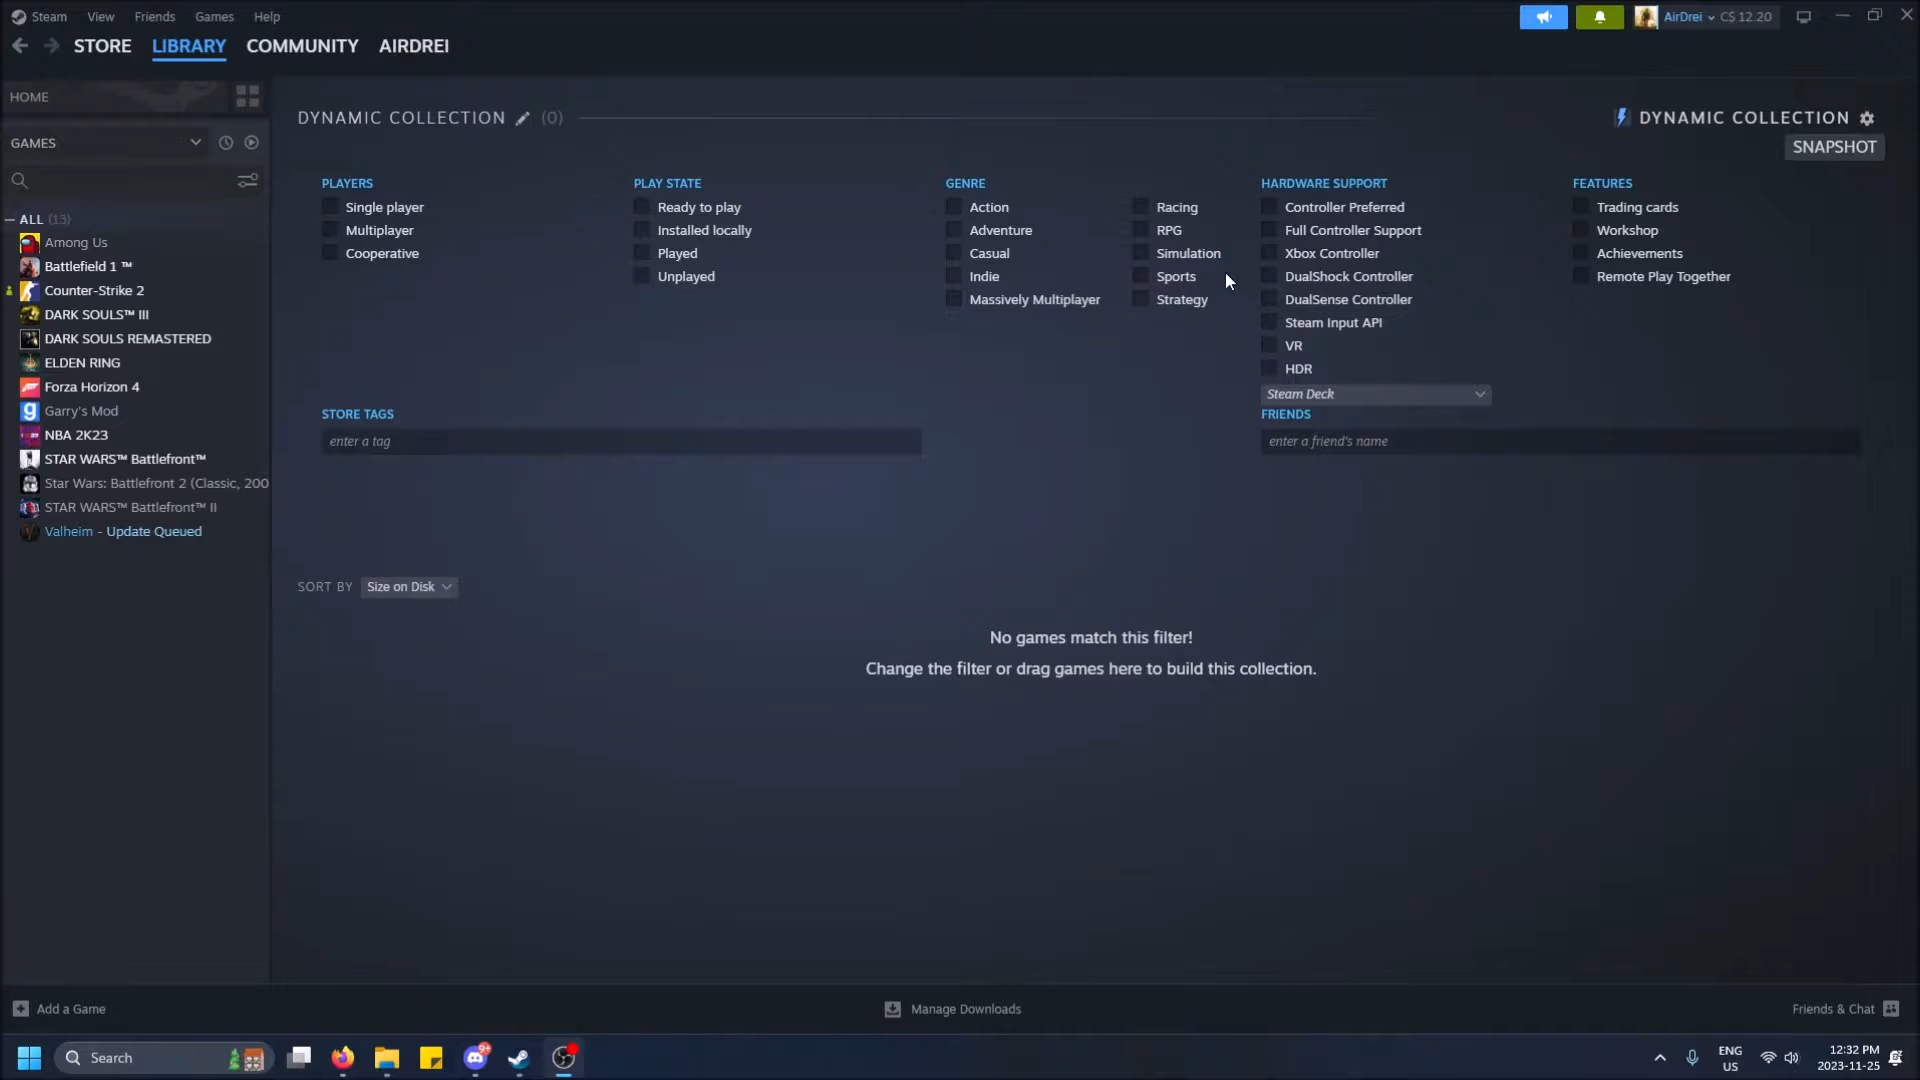 Steam View Friends Games Help
AirDrei C$ 12.20
STORE LIBRARY COMMUNITY AIRDREI
HOME
GAMES
ALL (13)
Among Us
Battlefield 1 ™
Counter-Strike 2
DARK SOULS™ III
DARK SOULS REMASTERED
ELDEN RING
Forza Horizon 4
Garry's Mod
NBA 2K23
STAR WARS™ Battlefront™
Star Wars: Battlefront 2 (Classic, 200
STAR WARS™ Battlefront™ II
Valheim - Update Queued
DYNAMIC COLLECTION (0)
DYNAMIC COLLECTION
SNAPSHOT
PLAYERS
Single player
Multiplayer
Cooperative
PLAY STATE
Ready to play
Installed locally
Played
Unplayed
GENRE
Action
Adventure
Casual
Indie
Massively Multiplayer
Racing
RPG
Simulation
Sports
Strategy
HARDWARE SUPPORT
Controller Preferred
Full Controller Support
Xbox Controller
DualShock Controller
DualSense Controller
Steam Input API
VR
HDR
Steam Deck
FEATURES
Trading cards
Workshop
Achievements
Remote Play Together
STORE TAGS
enter a tag
FRIENDS
enter a friend's name
SORT BY Size on Disk
No games match this filter!
Change the filter or drag games here to build this collection.
Add a Game
Manage Downloads
Friends & Chat
Search
9+
ENG
US
12:32 PM
2023-11-25